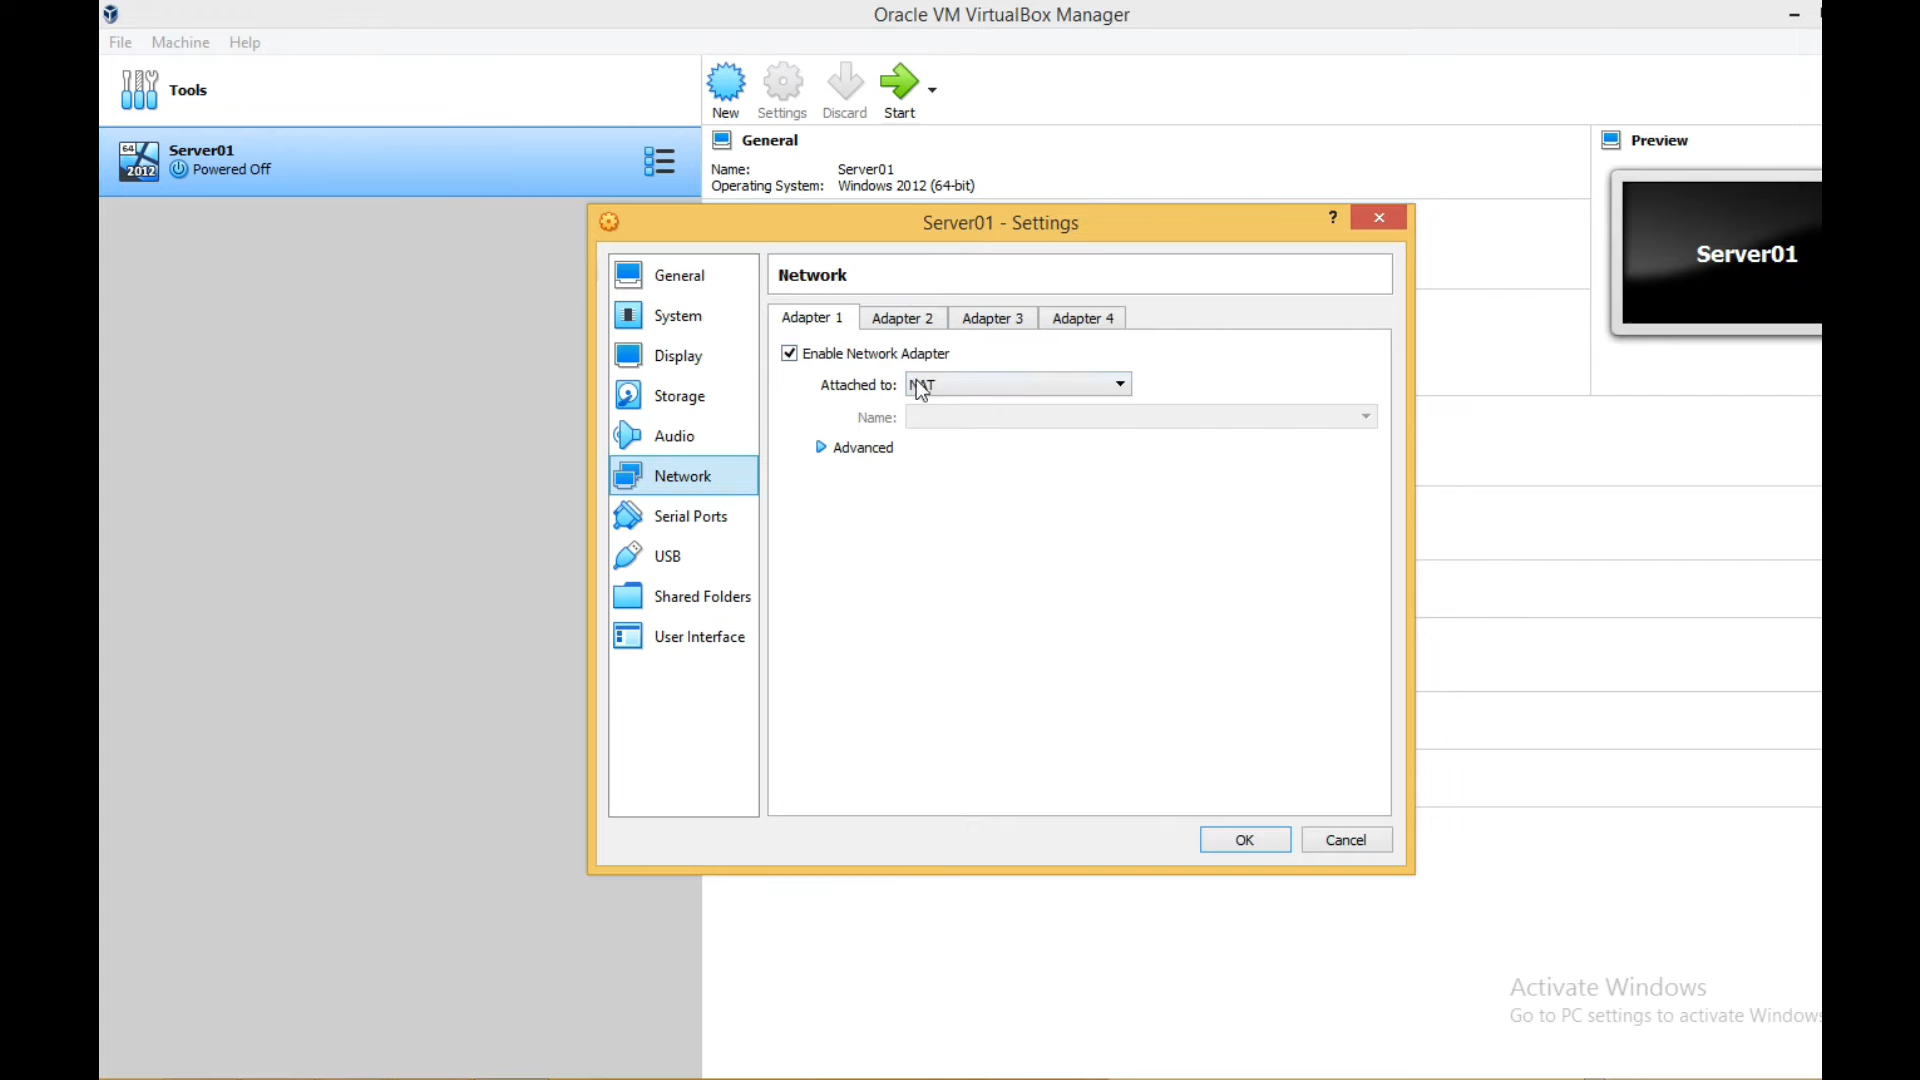 Oracle VM VirtualBox Manager
File Machine Help
Tools
New Settings Discard Start
64
2012
Server01
Powered Off
General
Name: Server01
Operating System: Windows 2012 (64-bit)
Preview
Server01
Server01 - Settings
?
General
System
Display
Storage
Audio
Network
Serial Ports
USB
Shared Folders
User Interface
Network
Adapter 1 Adapter 2 Adapter 3 Adapter 4
Enable Network Adapter
Attached to: NAT
Name:
Advanced
OK Cancel
Activate Windows
Go to PC settings to activate Windows